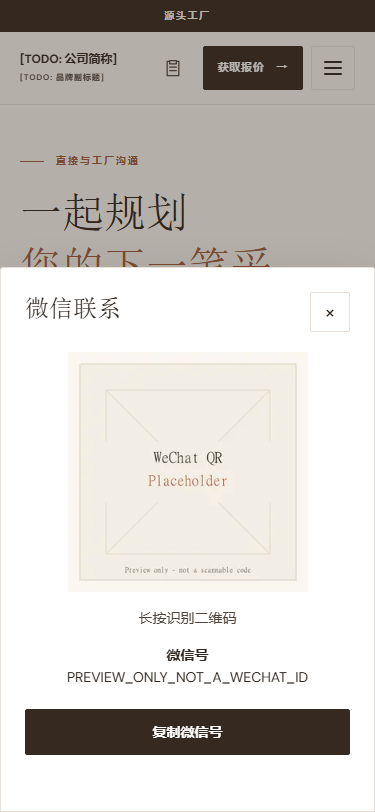 源头工厂
[TODO: 公司简称]
[TODO: 品牌副标题]
获取报价 →
直接与工厂沟通
一起规划
你的下一笔采
微信联系
×
WeChat QR
Placeholder
Preview only - not a scannable code
长按识别二维码
微信号
PREVIEW_ONLY_NOT_A_WECHAT_ID
复制微信号